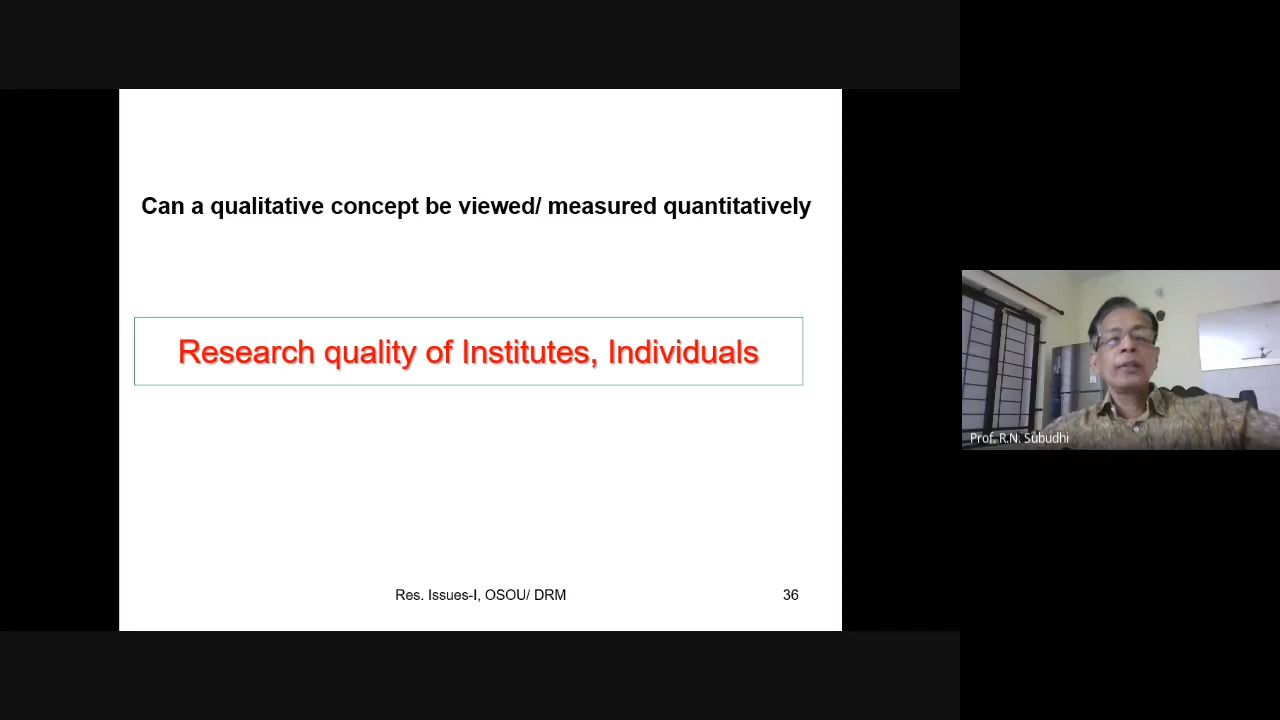 Can a qualitative concept be viewed/ measured quantitatively
Research quality of Institutes, Individuals
Prof. R.N. Subudhi
Res. Issues-I, OSOU/ DRM
36